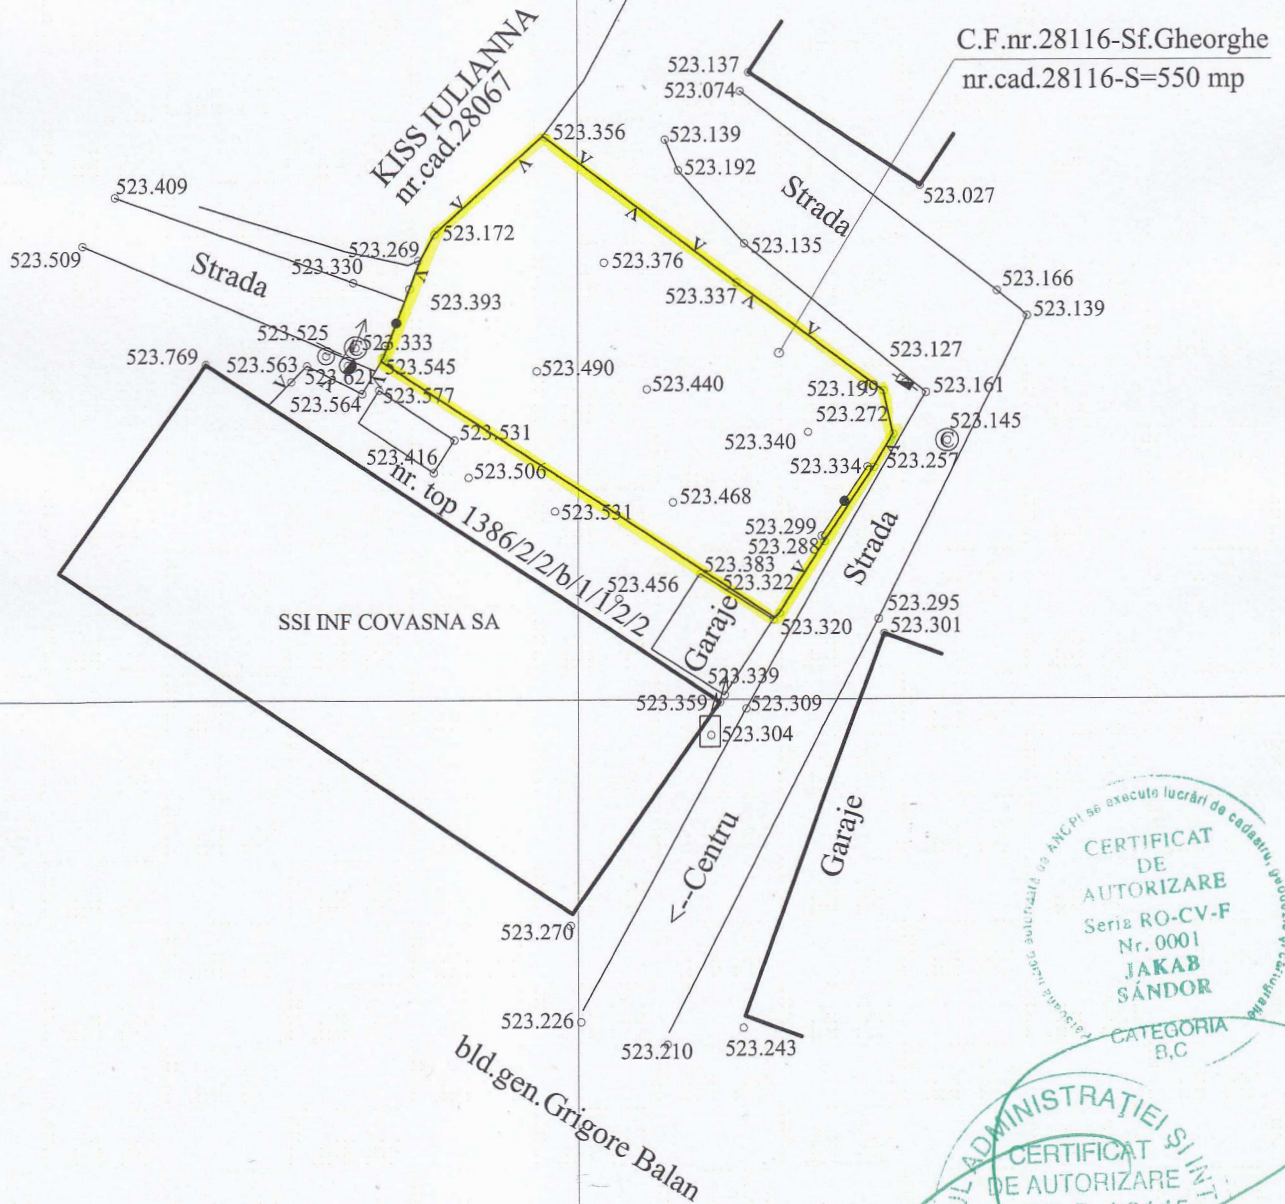 C.F.nr.28116-Sf.Gheorghe
nr.cad.28116-S=550 mp
KISS IULIANNA
nr.cad.28067
523.137
523.074
523.356
523.139
523.192
523.027
Strada
523.409
523.172
523.135
523.509
523.269
523.376
Strada
523.330
523.393
523.337
523.166
523.139
523.525
523.333
523.127
523.769
523.563
523.545
523.490
523.199
523.161
523.621
523.577
523.440
523.564
523.272
523.145
523.531
523.340
523.416
523.506
523.334
523.257
nr. top 1386/2/2/b/1/1/2/2
523.468
523.531
523.299
523.288
Strada
523.383
523.456
523.322
523.295
SSI INF COVASNA SA
Garaje
523.320
523.301
523.339
523.359
523.309
523.304
<---Centru
Garaje
523.270
523.226
523.210
523.243
bld.gen.Grigore Balan
se execute lucrări de cadastru,
CERTIFICAT
DE
AUTORIZARE
Seria RO-CV-F
Nr. 0001
JAKAB
SÁNDOR
CATEGORIA
B,C
ADMINISTRAȚIEI ȘI
CERTIFICAT
DE AUTORIZARE